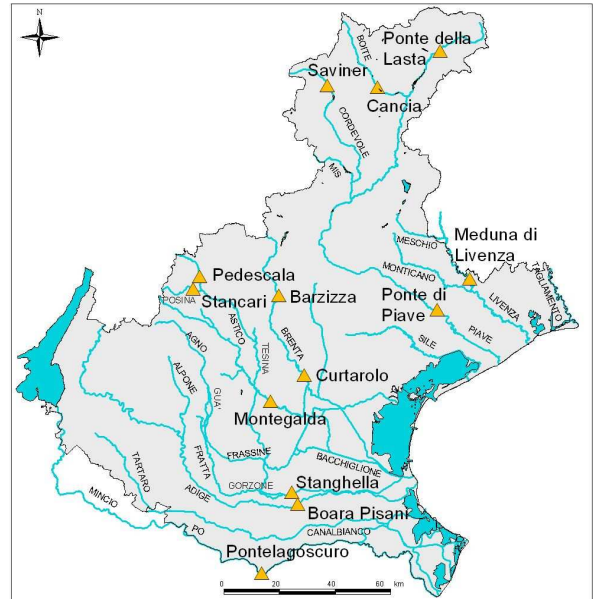 N
Ponte della
Lasta
BOITE
Saviner
Cancia
CORDEVOLE
MIS
Meduna di
Livenza
MESCHIO
MONTICANO
TAGLIAMENTO
LIVENZA
Pedescala
POSINA
Stancari
Barzizza
Ponte di
Piave
PIAVE
SILE
ASTICO
AGNO
TESINA
BRENTA
ALPONE
GUA'
Curtarolo
Montegalda
FRASSINE
BACCHIGLIONE
FRATTA
TARTARO
GORZONE
Stanghella
ADIGE
Boara Pisani
MINCIO
PO
CANALBIANCO
Pontelagoscuro
0 20 40 60 km